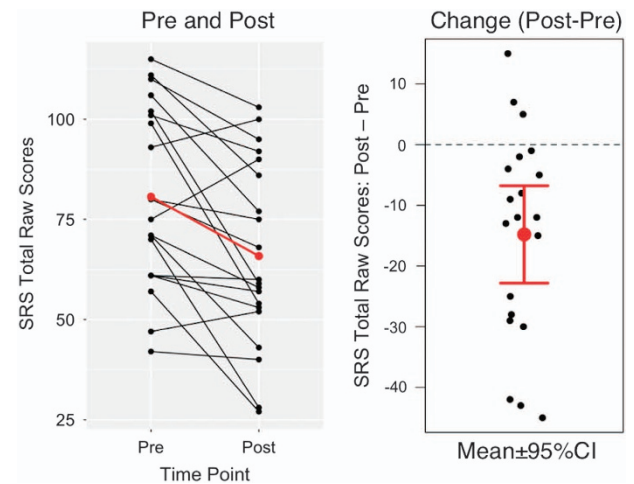 Pre and Post
SRS Total Raw Scores
100
75
50
25
Pre
Post
Time Point
Change (Post-Pre)
SRS Total Raw Scores: Post – Pre
10
0
-10
-20
-30
-40
Mean±95%CI